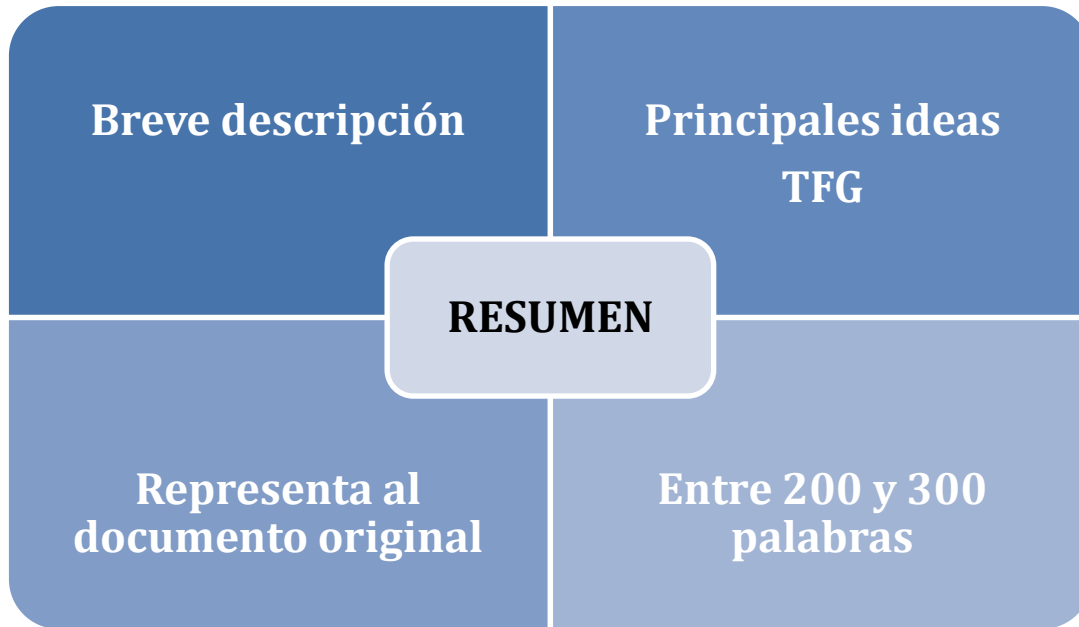 Breve descripción
Principales ideas
TFG
RESUMEN
Representa al
documento original
Entre 200 y 300
palabras